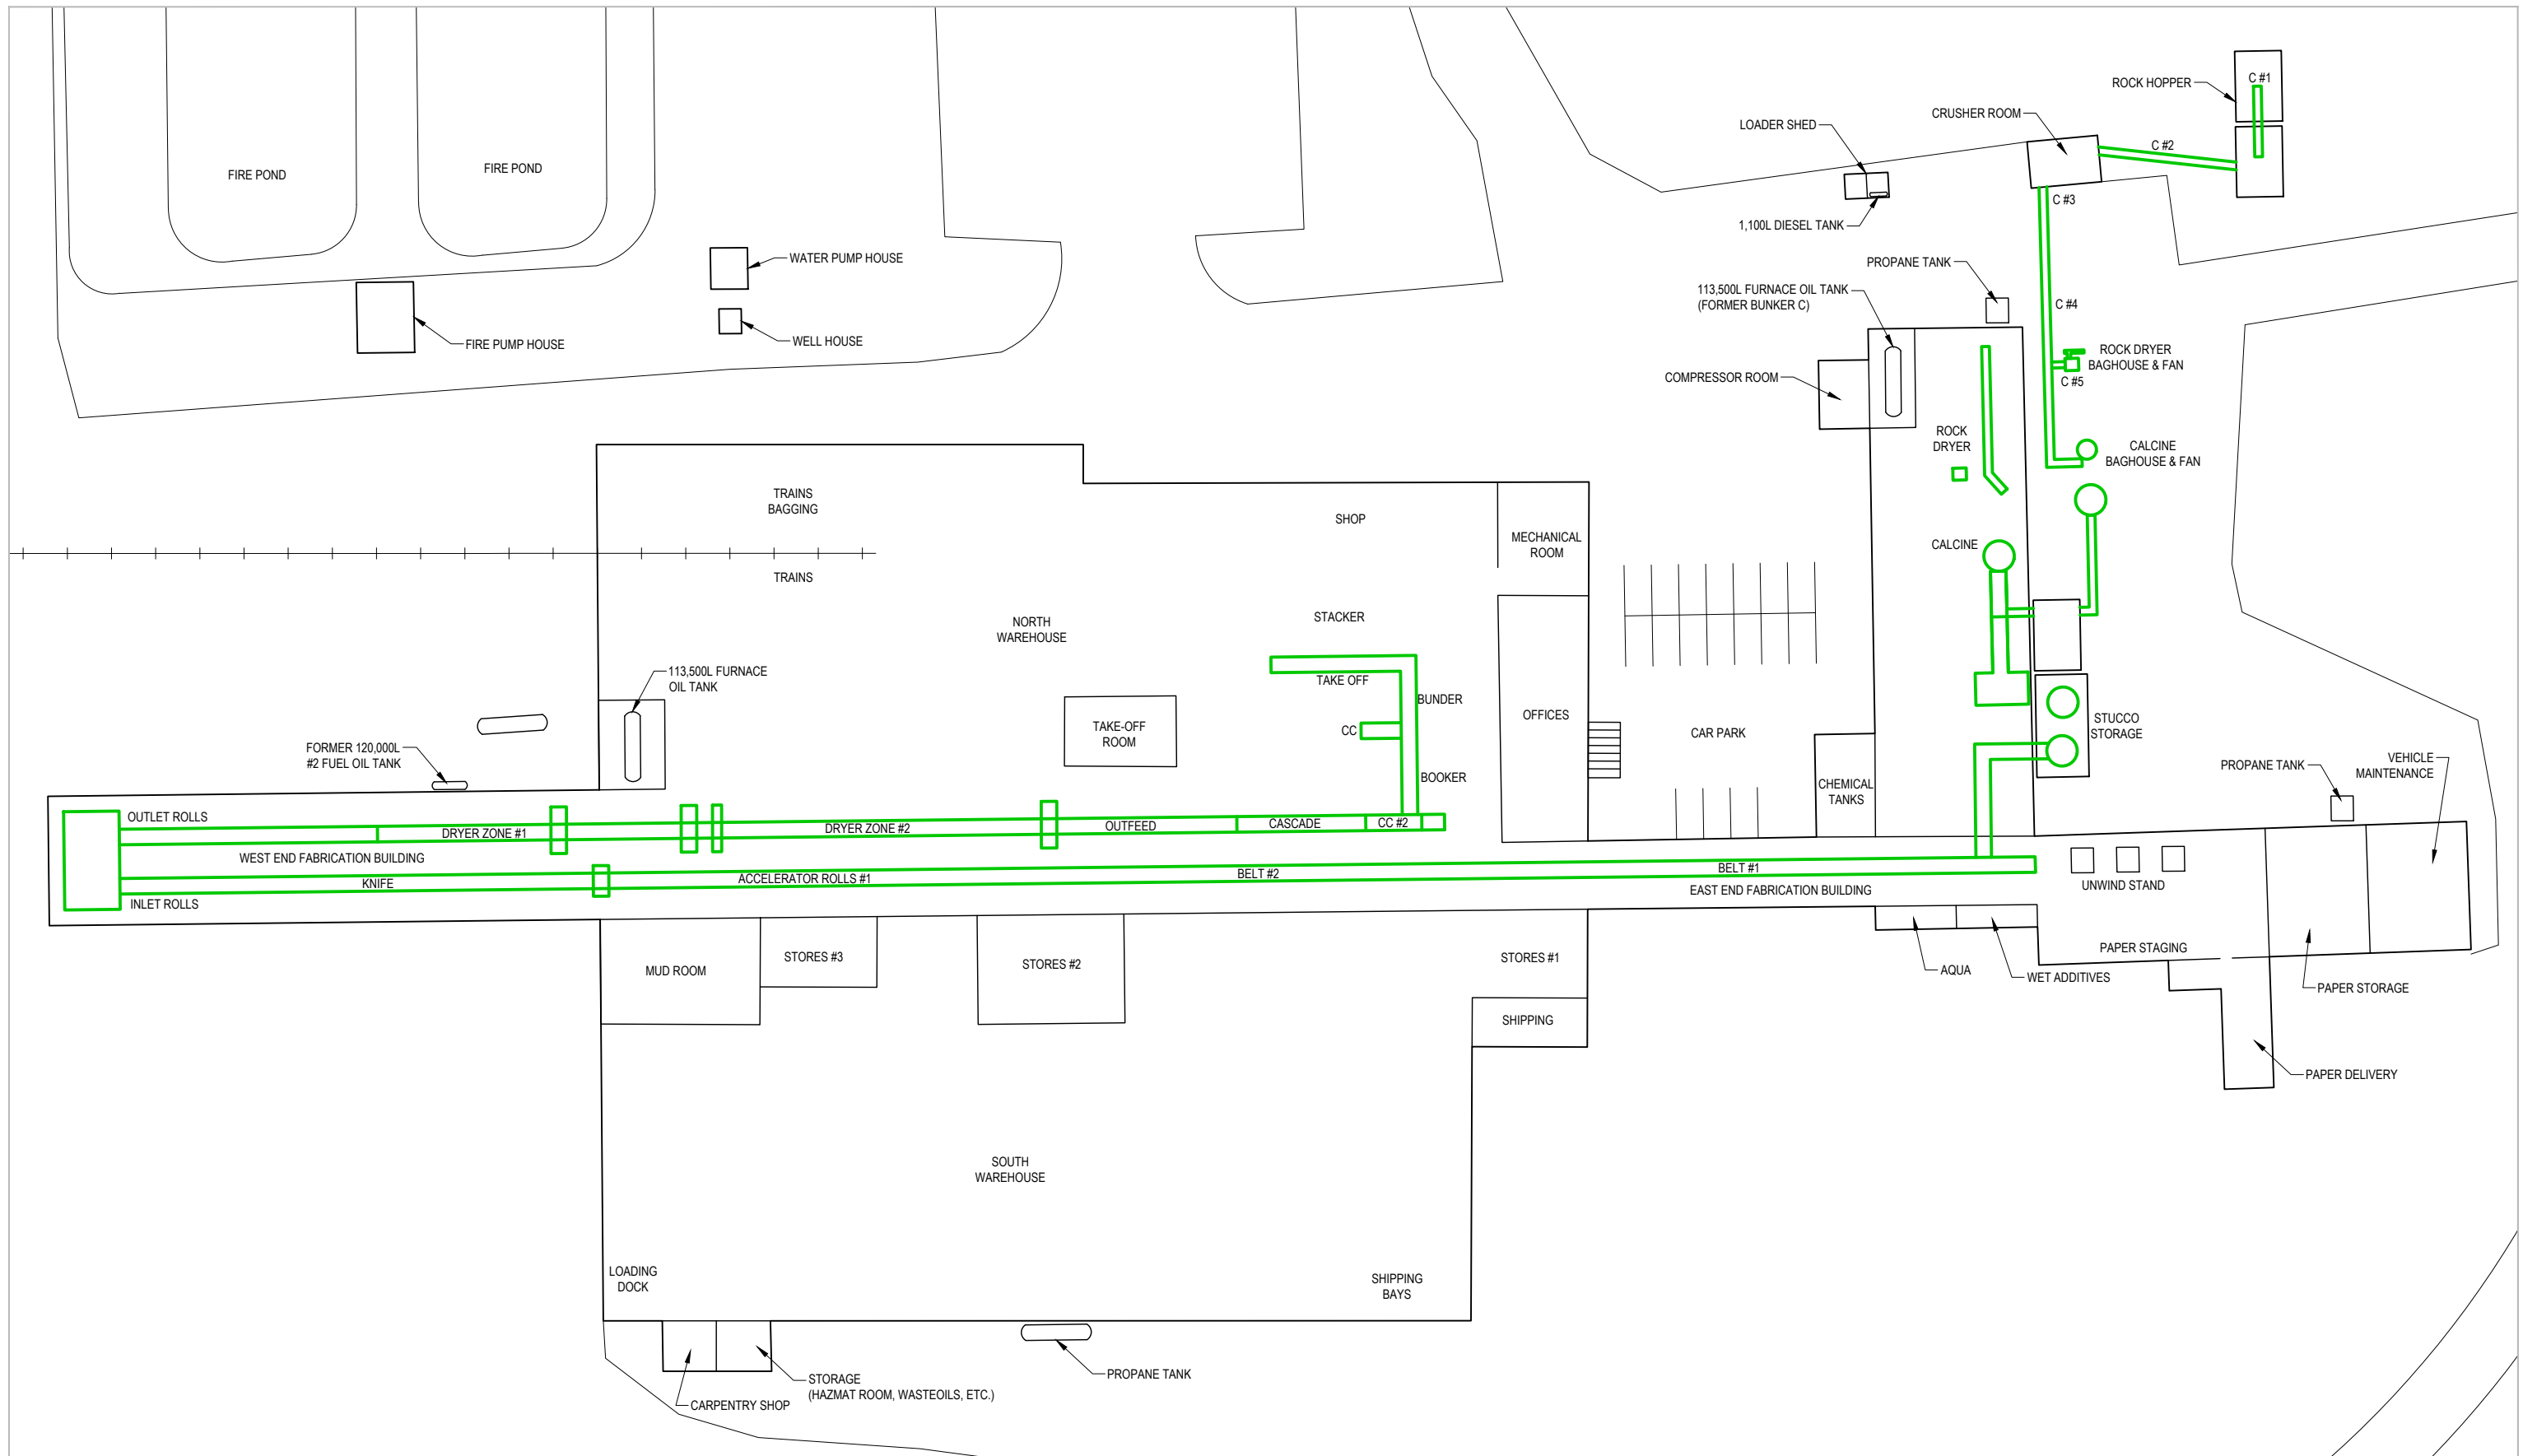 C #1
ROCK HOPPER
CRUSHER ROOM
LOADER SHED
C #2
FIRE POND
FIRE POND
C #3
1,100L DIESEL TANK
WATER PUMP HOUSE
PROPANE TANK
113,500L FURNACE OIL TANK
(FORMER BUNKER C)
C #4
FIRE PUMP HOUSE
WELL HOUSE
ROCK DRYER
BAGHOUSE & FAN
COMPRESSOR ROOM
C #5
ROCK
DRYER
CALCINE
BAGHOUSE & FAN
TRAINS
BAGGING
SHOP
MECHANICAL
ROOM
CALCINE
TRAINS
NORTH
WAREHOUSE
STACKER
113,500L FURNACE
OIL TANK
TAKE OFF
BUNDER
OFFICES
TAKE-OFF
ROOM
CC
CAR PARK
STUCCO
STORAGE
FORMER 120,000L
#2 FUEL OIL TANK
BOOKER
CHEMICAL
TANKS
PROPANE TANK
VEHICLE
MAINTENANCE
OUTLET ROLLS
DRYER ZONE #1
DRYER ZONE #2
OUTFEED
CASCADE
CC #2
WEST END FABRICATION BUILDING
KNIFE
ACCELERATOR ROLLS #1
BELT #2
BELT #1
UNWIND STAND
INLET ROLLS
EAST END FABRICATION BUILDING
MUD ROOM
STORES #3
STORES #2
STORES #1
AQUA
WET ADDITIVES
PAPER STAGING
PAPER STORAGE
SHIPPING
PAPER DELIVERY
SOUTH
WAREHOUSE
LOADING
DOCK
SHIPPING
BAYS
STORAGE
(HAZMAT ROOM, WASTEOILS, ETC.)
PROPANE TANK
CARPENTRY SHOP